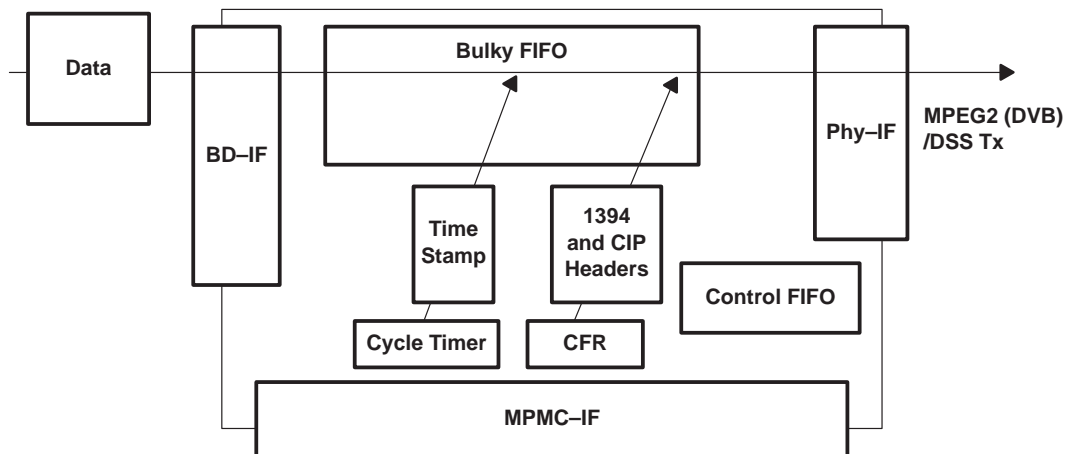 Data
BD–IF
Bulky FIFO
Phy–IF
MPEG2 (DVB)
/DSS Tx
Time
Stamp
1394
and CIP
Headers
Control FIFO
Cycle Timer
CFR
MPMC–IF